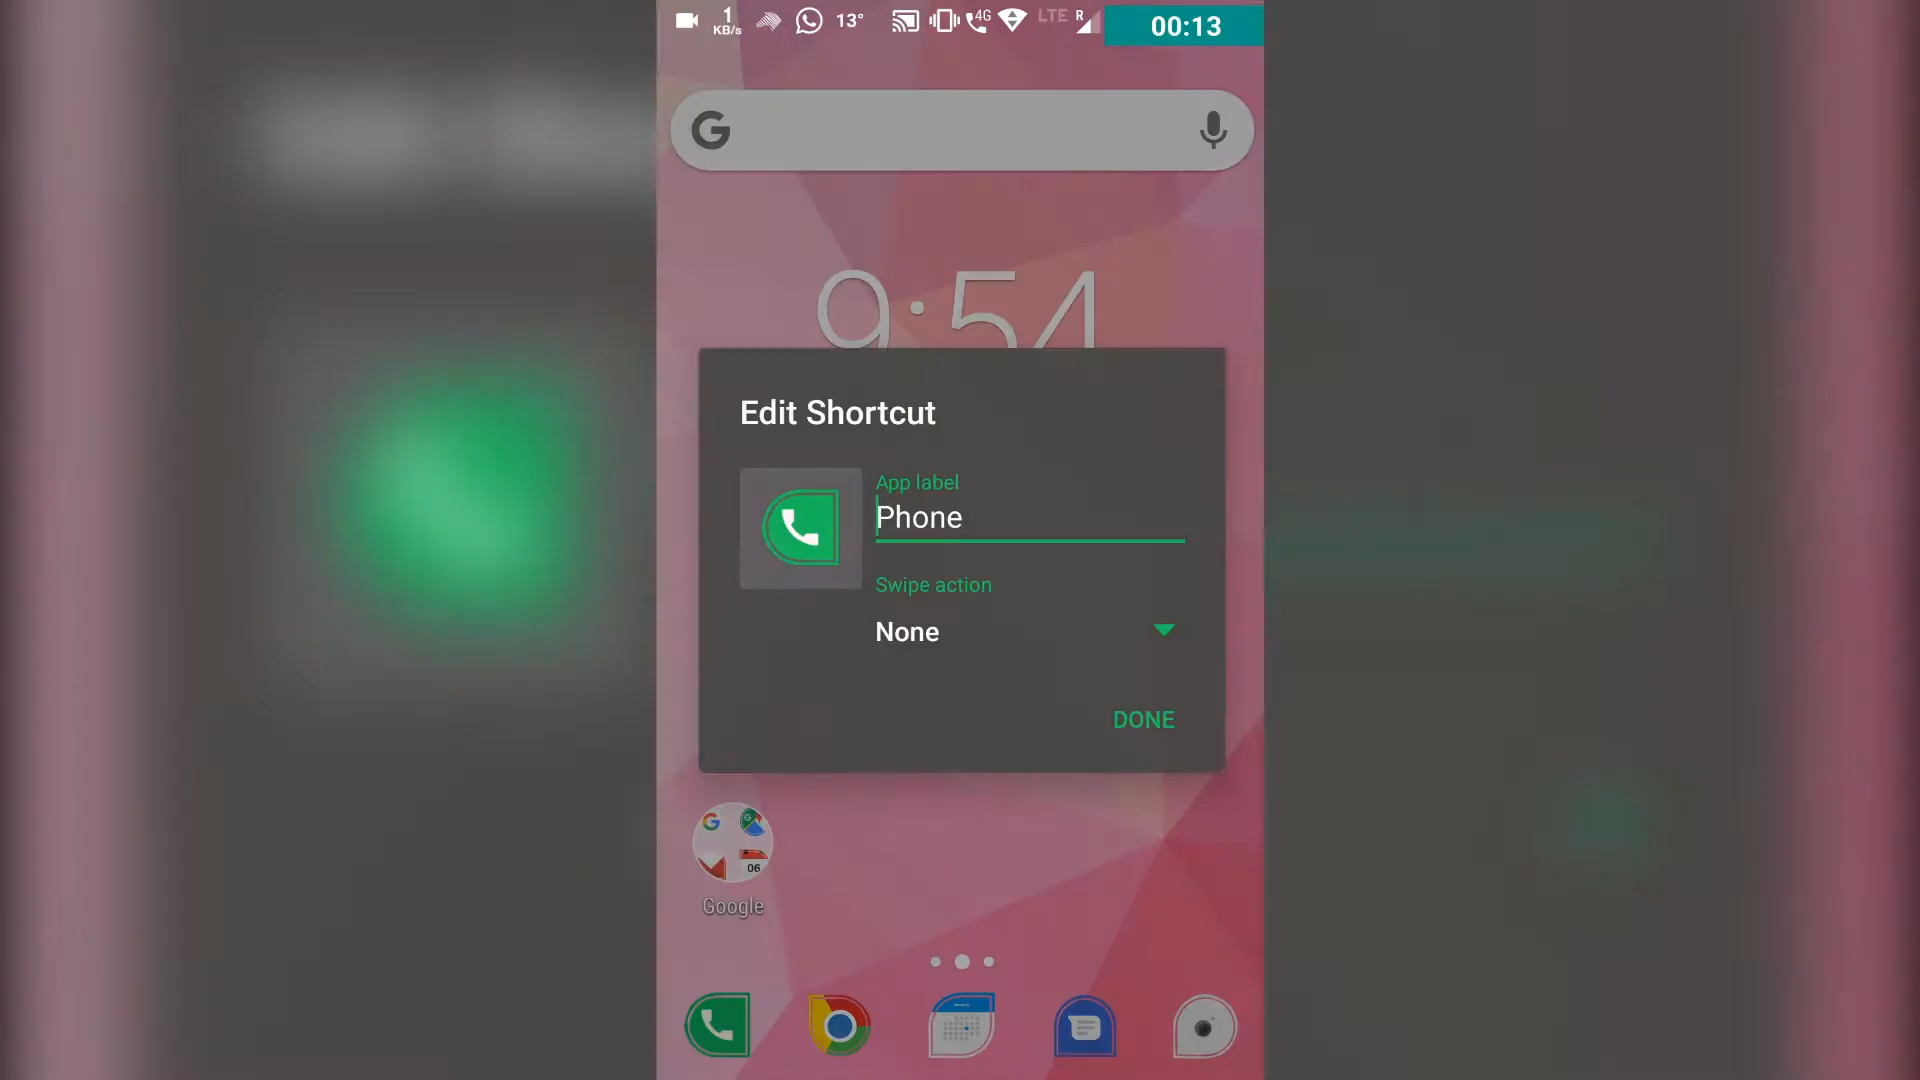 1
KB/s
13°
4G
LTE
R
00:13
9:54
Edit Shortcut
App label
Phone
Swipe action
None
DONE
06
Google